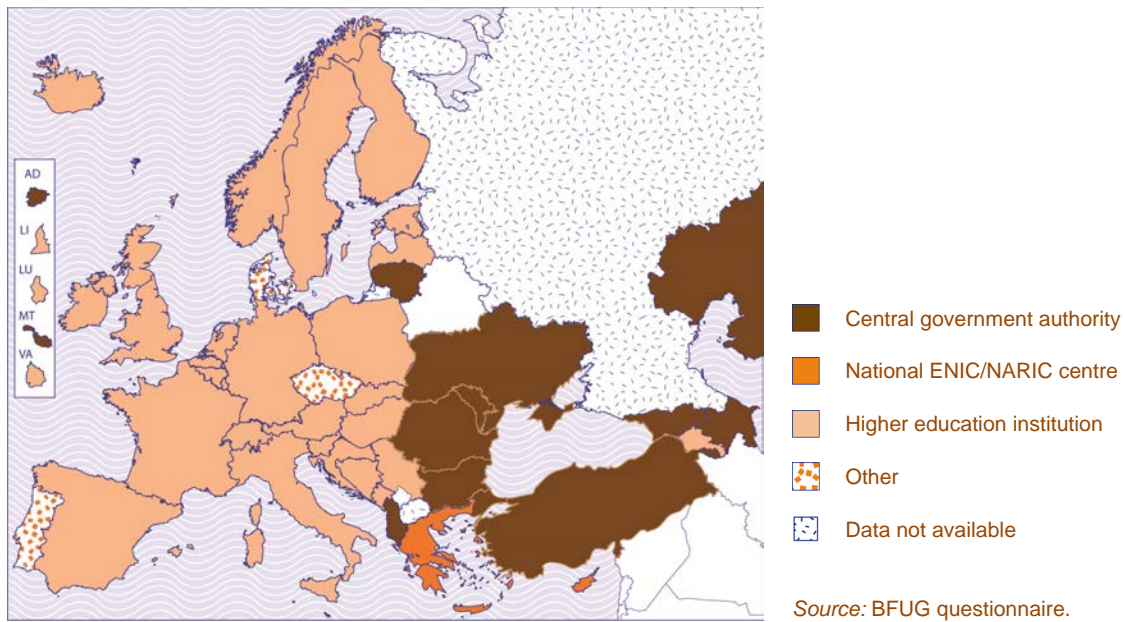 AD
LI
LU
MT
VA
Central government authority
National ENIC/NARIC centre
Higher education institution
Other
Data not available
Source: BFUG questionnaire.